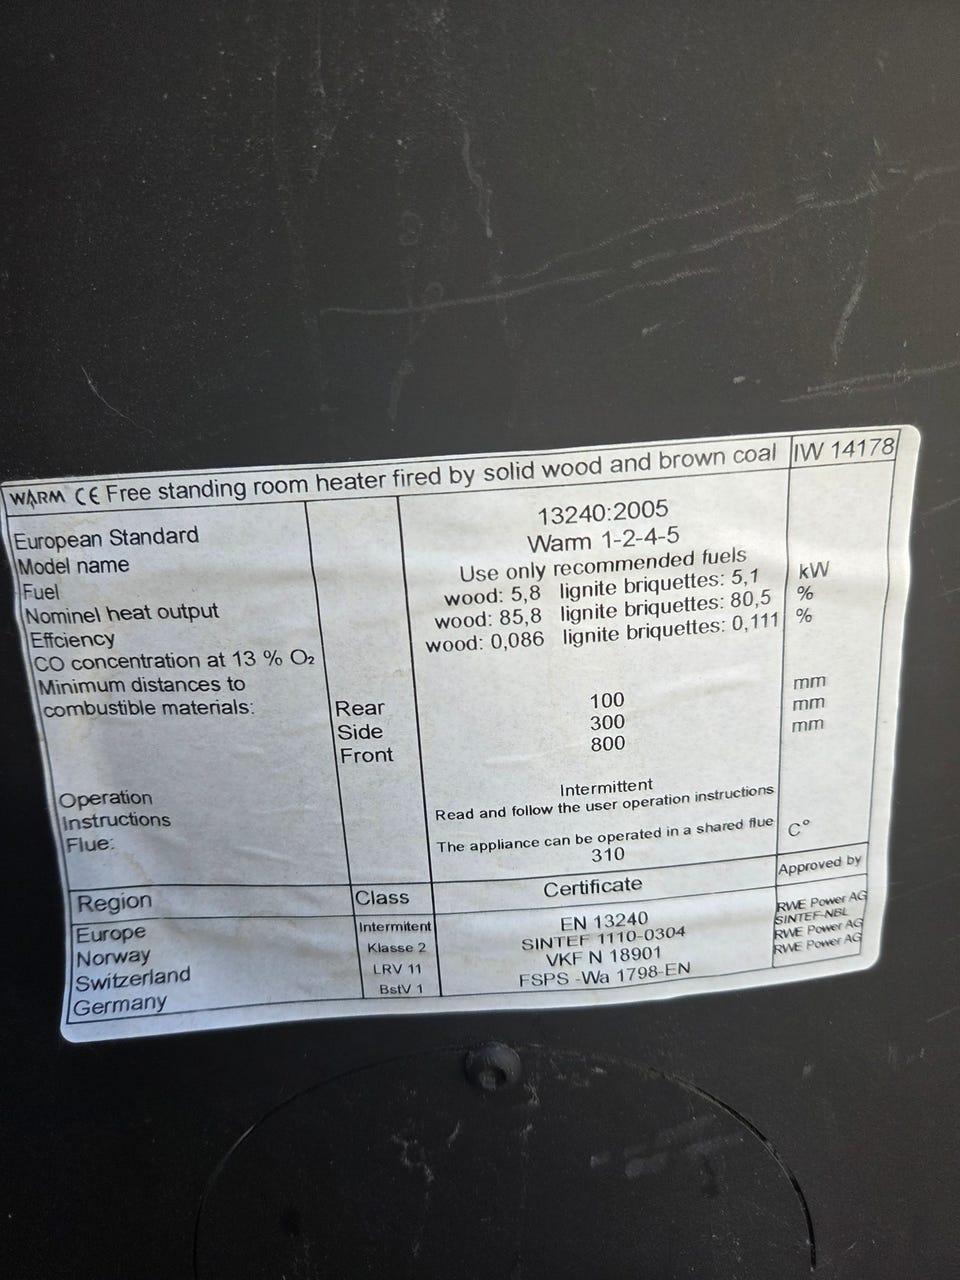 WARM CE Free standing room heater fired by solid wood and brown coal IW 14178
European Standard 13240:2005
Model name Warm 1-2-4-5
Fuel Use only recommended fuels
Nominel heat output wood: 5,8 lignite briquettes: 5,1 kW
Effciency wood: 85,8 lignite briquettes: 80,5 %
CO concentration at 13 % O2 wood: 0,086 lignite briquettes: 0,111 %
Minimum distances to
combustible materials: Rear 100 mm
Side 300 mm
Front 800 mm
Operation Intermittent
Instructions Read and follow the user operation instructions
Flue: The appliance can be operated in a shared flue
310 C°
Region Class Certificate Approved by
Europe Intermitent EN 13240 RWE Power AG
Norway Klasse 2 SINTEF 1110-0304 SINTEF-NBL
Switzerland LRV 11 VKF N 18901 RWE Power AG
Germany BstV 1 FSPS -Wa 1798-EN RWE Power AG